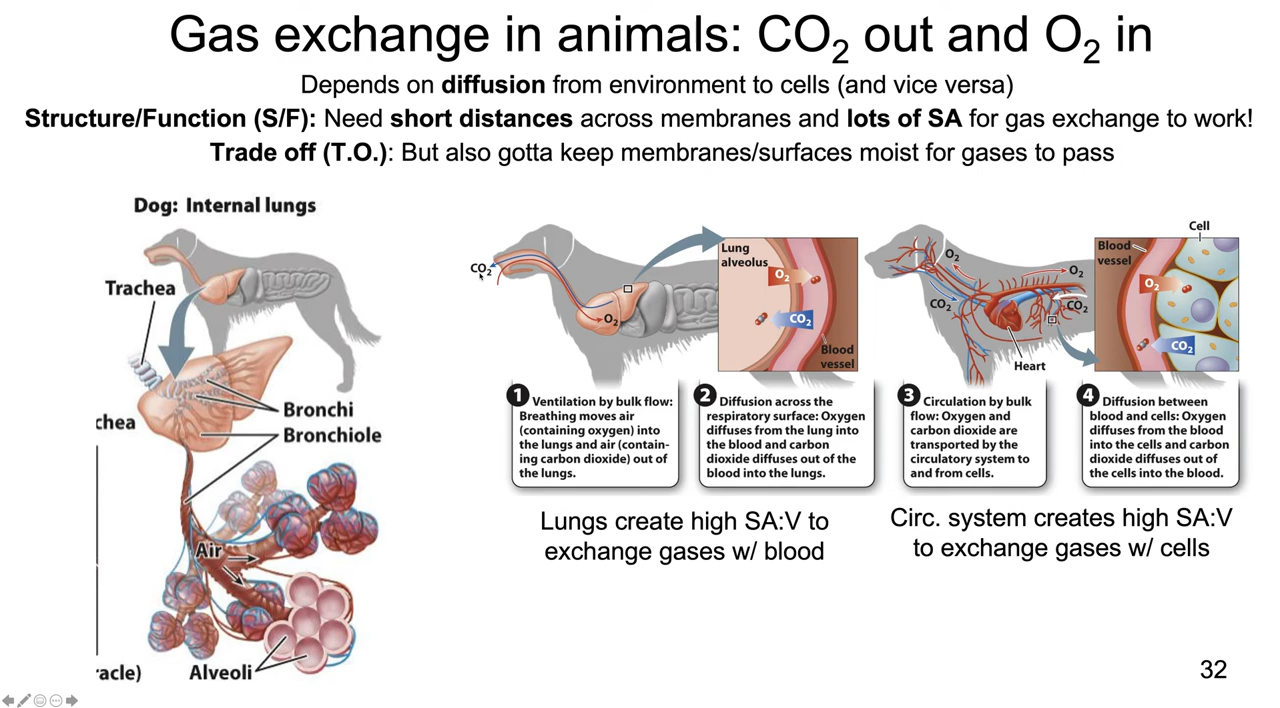 Gas exchange in animals: CO₂ out and O₂ in
Depends on diffusion from environment to cells (and vice versa)
Structure/Function (S/F): Need short distances across membranes and lots of SA for gas exchange to work!
Trade off (T.O.): But also gotta keep membranes/surfaces moist for gases to pass
Dog: Internal lungs
Trachea
Bronchi
chea
Bronchiole
Air
racle)
Alveoli
CO₂
O₂
Lung
alveolus
O₂
CO₂
Blood
vessel
O₂
O₂
CO₂
CO₂
Heart
Cell
Blood
vessel
O₂
CO₂
1 Ventilation by bulk flow:
Breathing moves air
(containing oxygen) into
the lungs and air (contain-
ing carbon dioxide) out of
the lungs.
2 Diffusion across the
respiratory surface: Oxygen
diffuses from the lung into
the blood and carbon
dioxide diffuses out of the
blood into the lungs.
3 Circulation by bulk
flow: Oxygen and
carbon dioxide are
transported by the
circulatory system to
and from cells.
4 Diffusion between
blood and cells: Oxygen
diffuses from the blood
into the cells and carbon
dioxide diffuses out of
the cells into the blood.
Lungs create high SA:V to
exchange gases w/ blood
Circ. system creates high SA:V
to exchange gases w/ cells
32